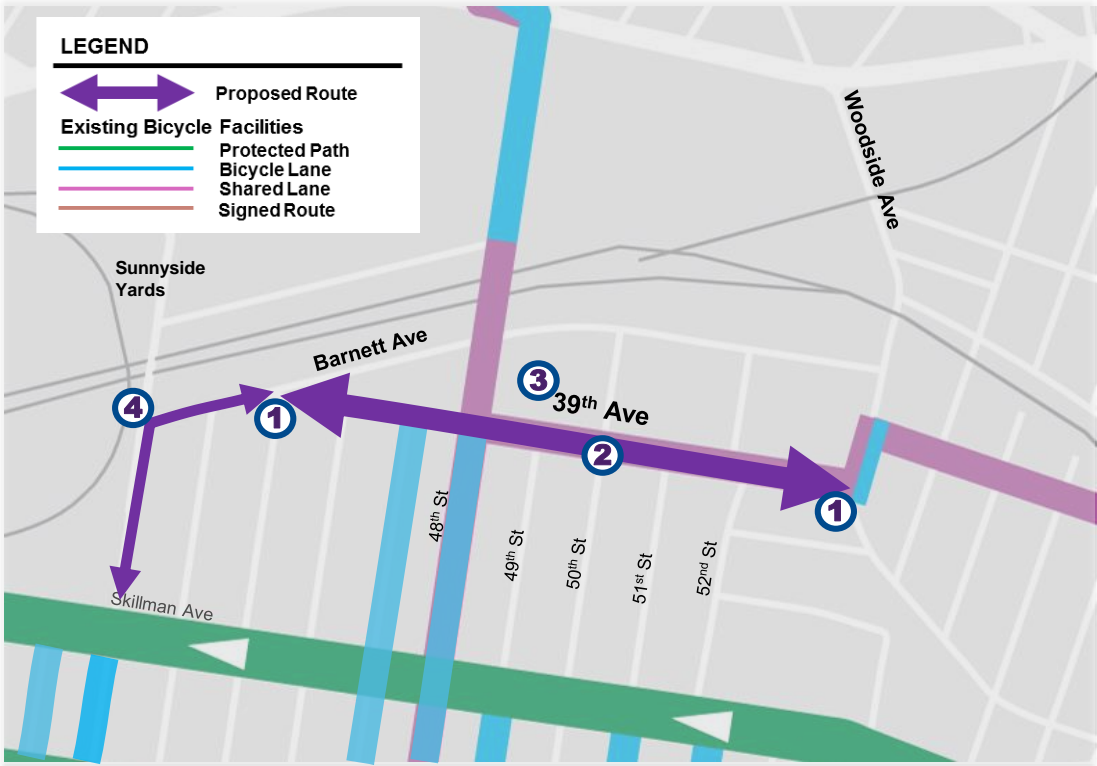 LEGEND
Proposed Route
Existing Bicycle Facilities
Protected Path
Bicycle Lane
Shared Lane
Signed Route
Woodside Ave
Sunnyside
Yards
Barnett Ave
3
39th Ave
4
1
2
1
48th St
49th St
50th St
51st St
52nd St
Skillman Ave